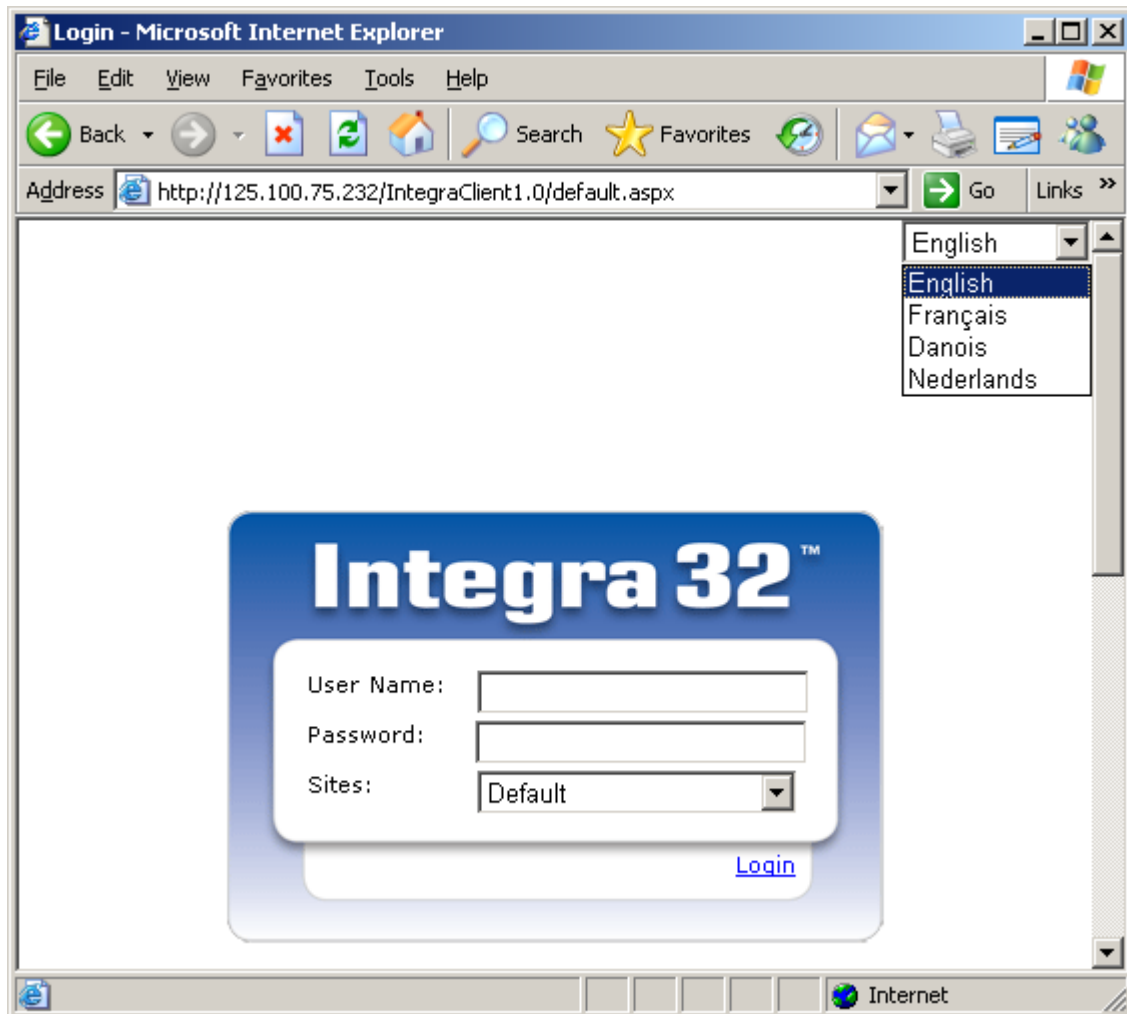 Login - Microsoft Internet Explorer
File Edit View Favorites Tools Help
Back Search Favorites
Address http://125.100.75.232/IntegraClient1.0/default.aspx Go Links »
English
English
Français
Danois
Nederlands
Integra 32™
User Name:
Password:
Sites: Default
Login
Internet